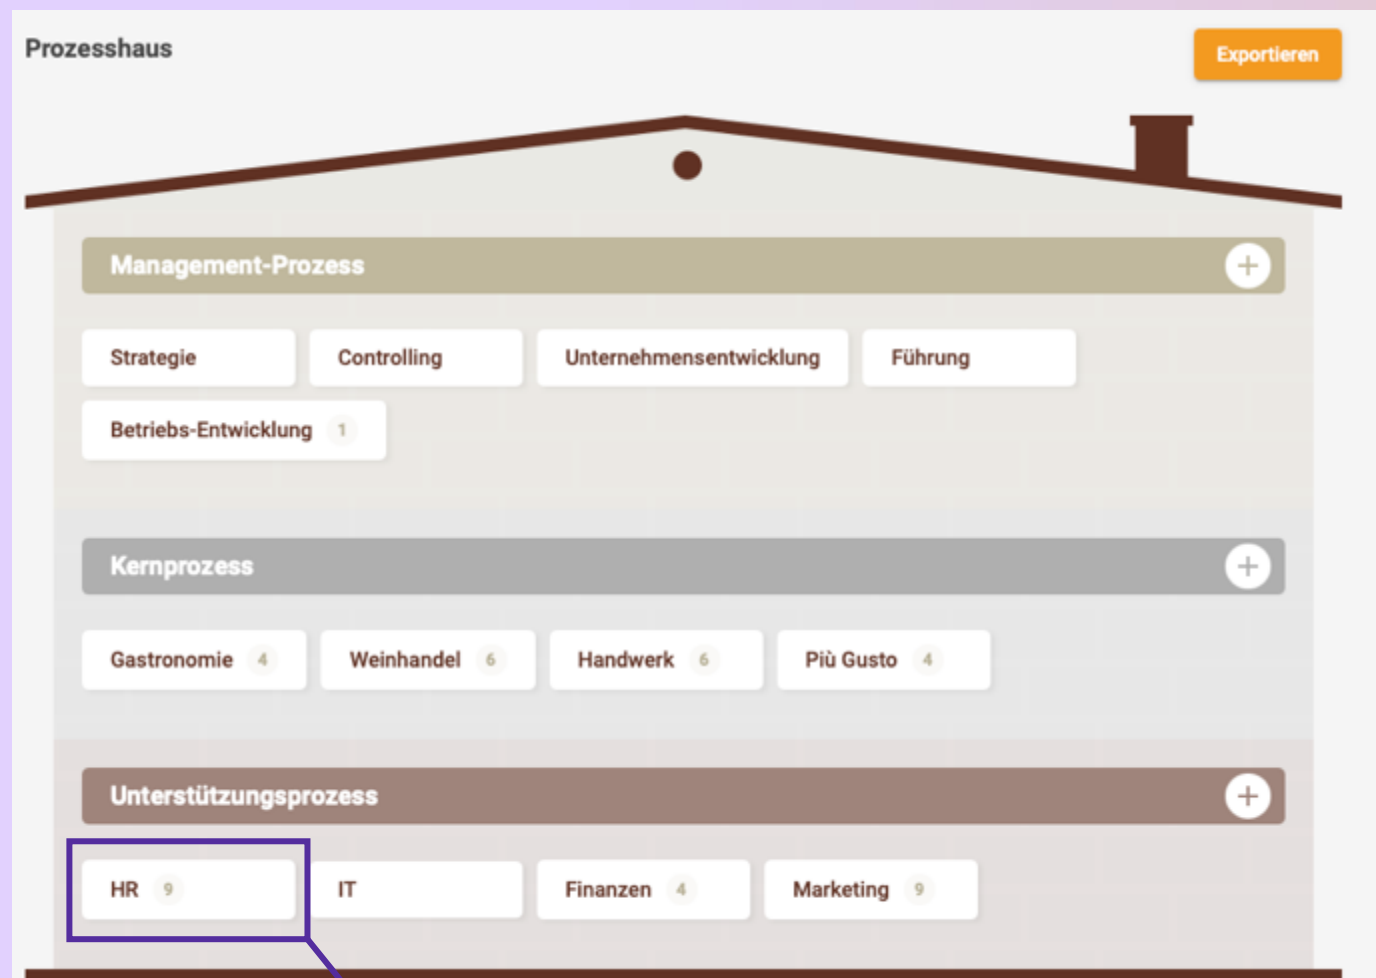 Prozesshaus
Exportieren
Management-Prozess +
Strategie Controlling Unternehmensentwicklung Führung
Betriebs-Entwicklung 1
Kernprozess +
Gastronomie 4 Weinhandel 6 Handwerk 6 Più Gusto 4
Unterstützungsprozess +
HR 9 IT Finanzen 4 Marketing 9